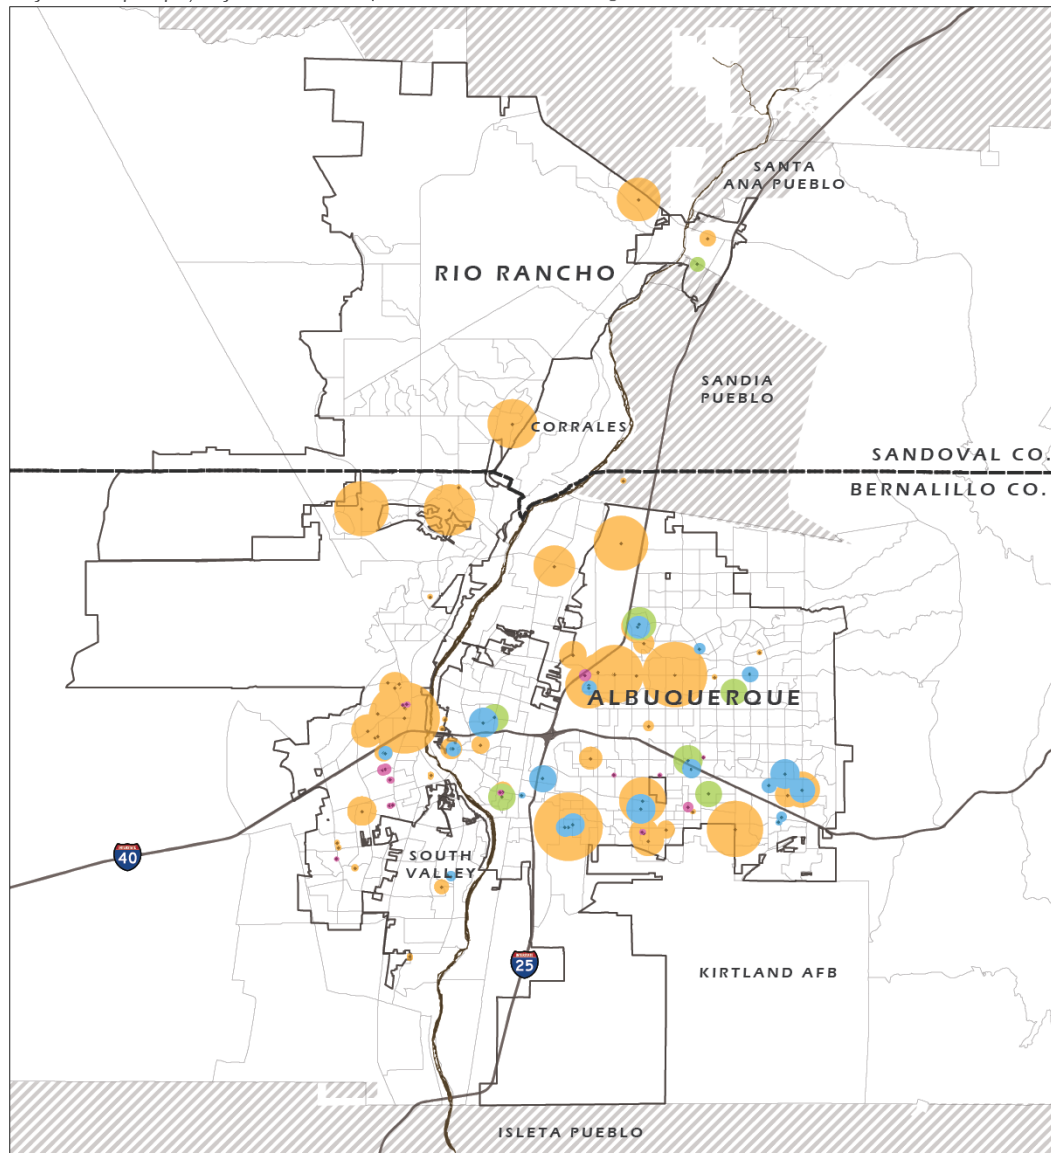 SANTA
ANA PUEBLO
RIO RANCHO
SANDIA
PUEBLO
CORRALES
SANDOVAL CO.
BERNALILLO CO.
ALBUQUERQUE
40
SOUTH
VALLEY
25
KIRTLAND AFB
ISLETA PUEBLO